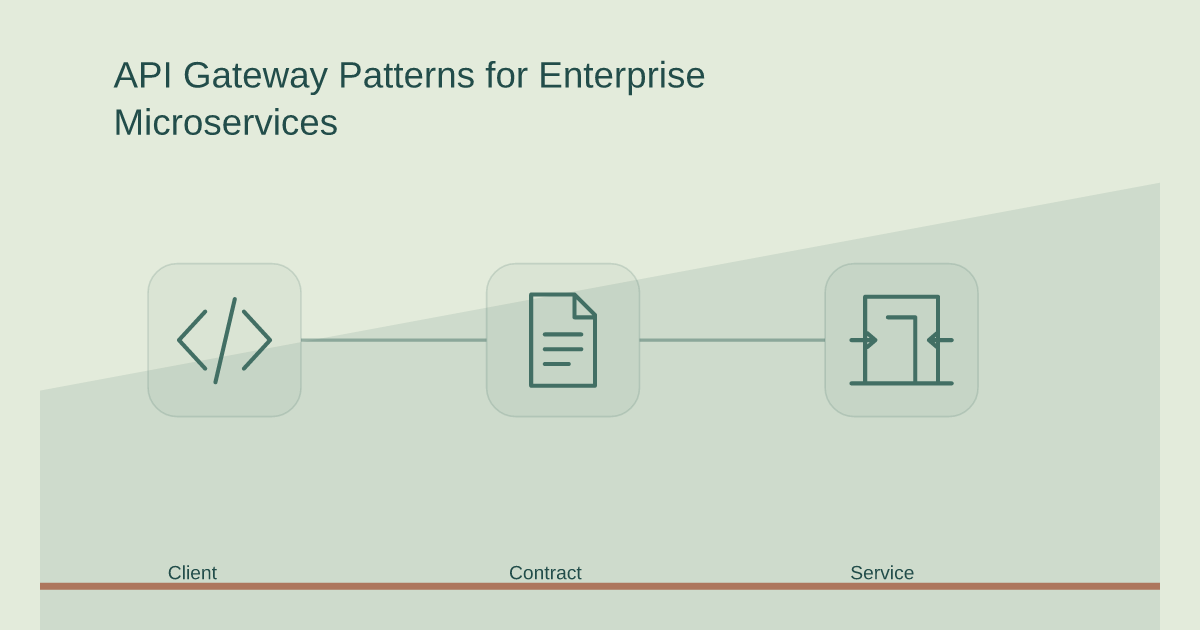 API Gateway Patterns for Enterprise
Microservices
Client
Contract
Service